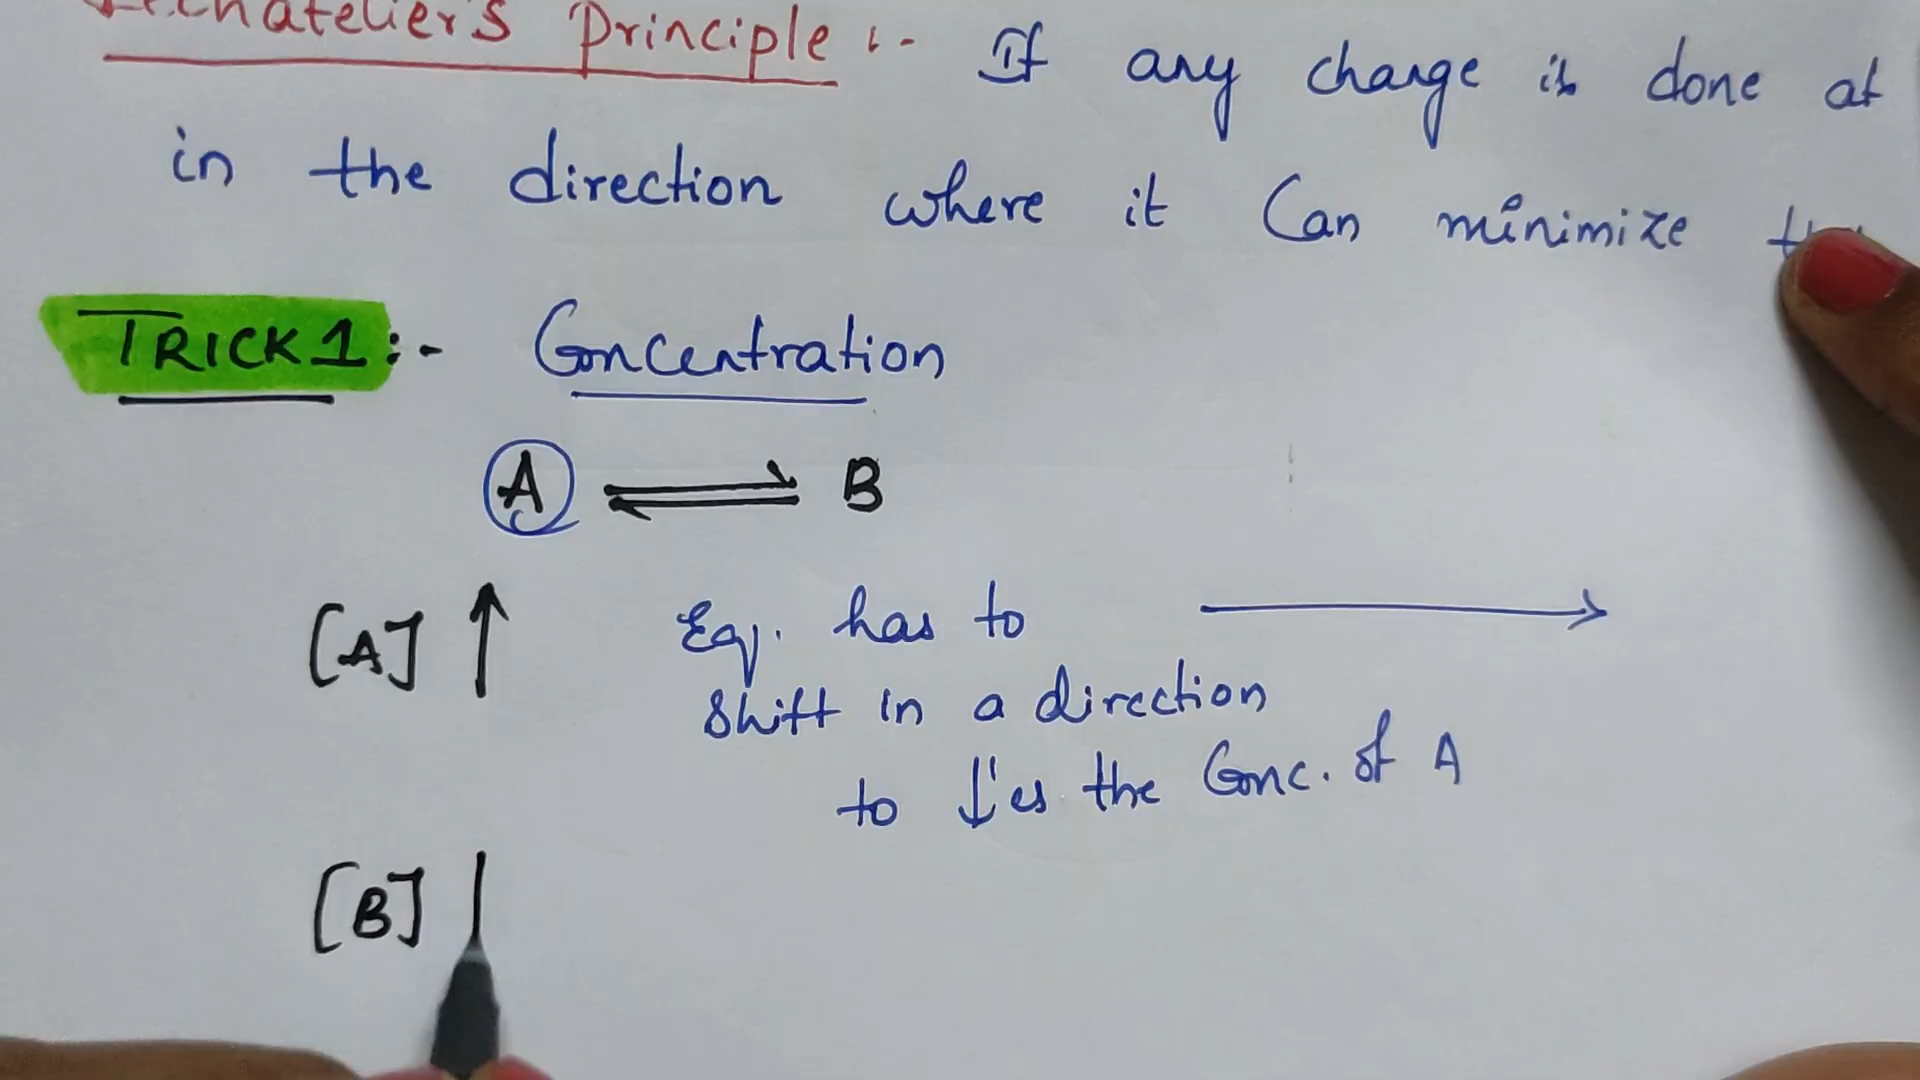 Principle :- If any change is done at
in the direction where it can minimize
TRICK 1 :- Concentration
A ⇌ B
[A] ↑ Eq. has to →
shift in a direction
to ↓'es the Conc. of A
[B]